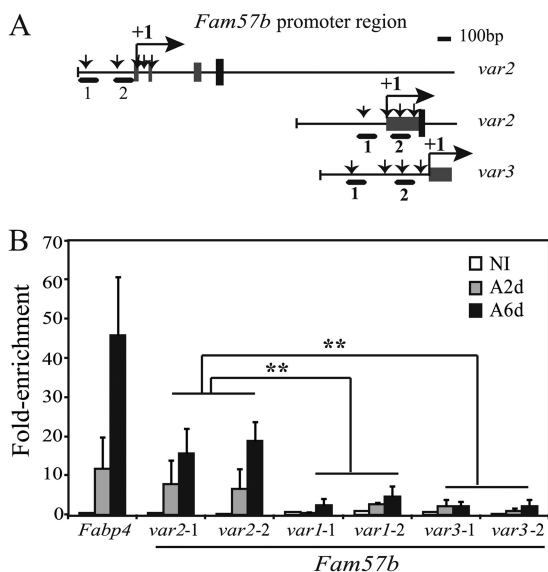 A
Fam57b promoter region
100bp
+1
var2
1 2
+1
var2
1 2
+1
var3
1 2
B
Fold-enrichment
70
60
50
40
30
20
10
0
NI
A2d
A6d
**
**
Fabp4 var2-1 var2-2 var1-1 var1-2 var3-1 var3-2
Fam57b